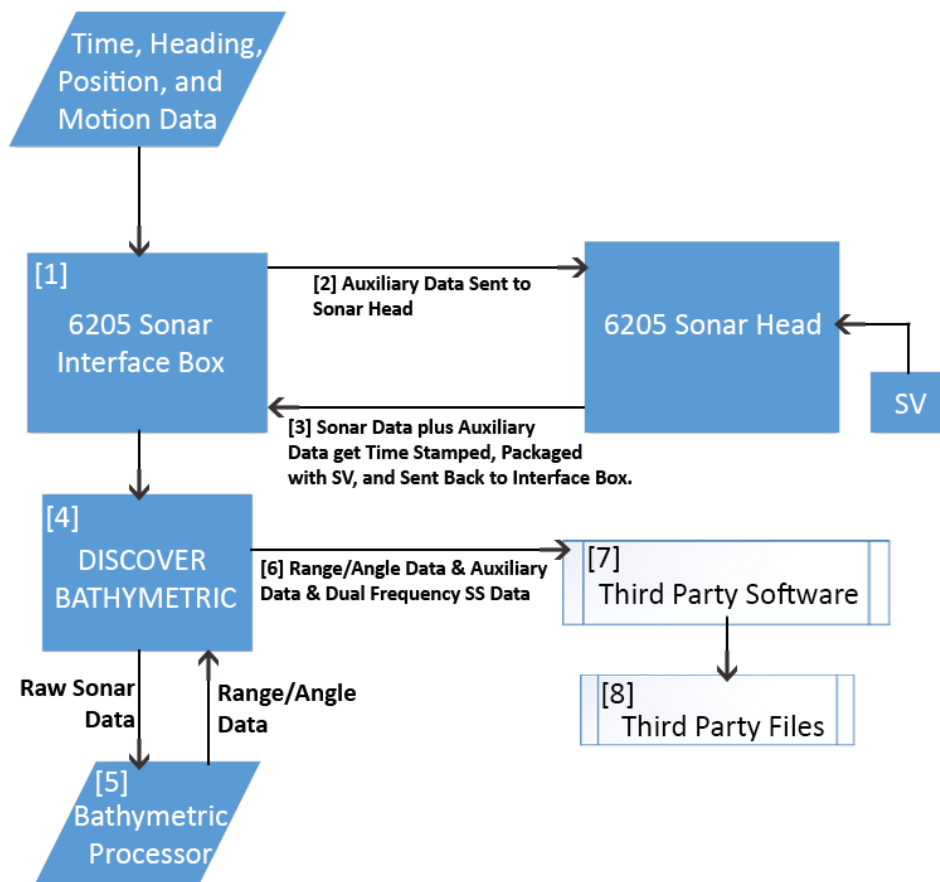 Time, Heading,
Position, and
Motion Data
[1]
6205 Sonar
Interface Box
[2] Auxiliary Data Sent to
Sonar Head
6205 Sonar Head
SV
[3] Sonar Data plus Auxiliary
Data get Time Stamped, Packaged
with SV, and Sent Back to Interface Box.
[4]
DISCOVER
BATHYMETRIC
[6] Range/Angle Data & Auxiliary
Data & Dual Frequency SS Data
[7]
Third Party Software
[8]
Third Party Files
Raw Sonar
Data
Range/Angle
Data
[5]
Bathymetric
Processor